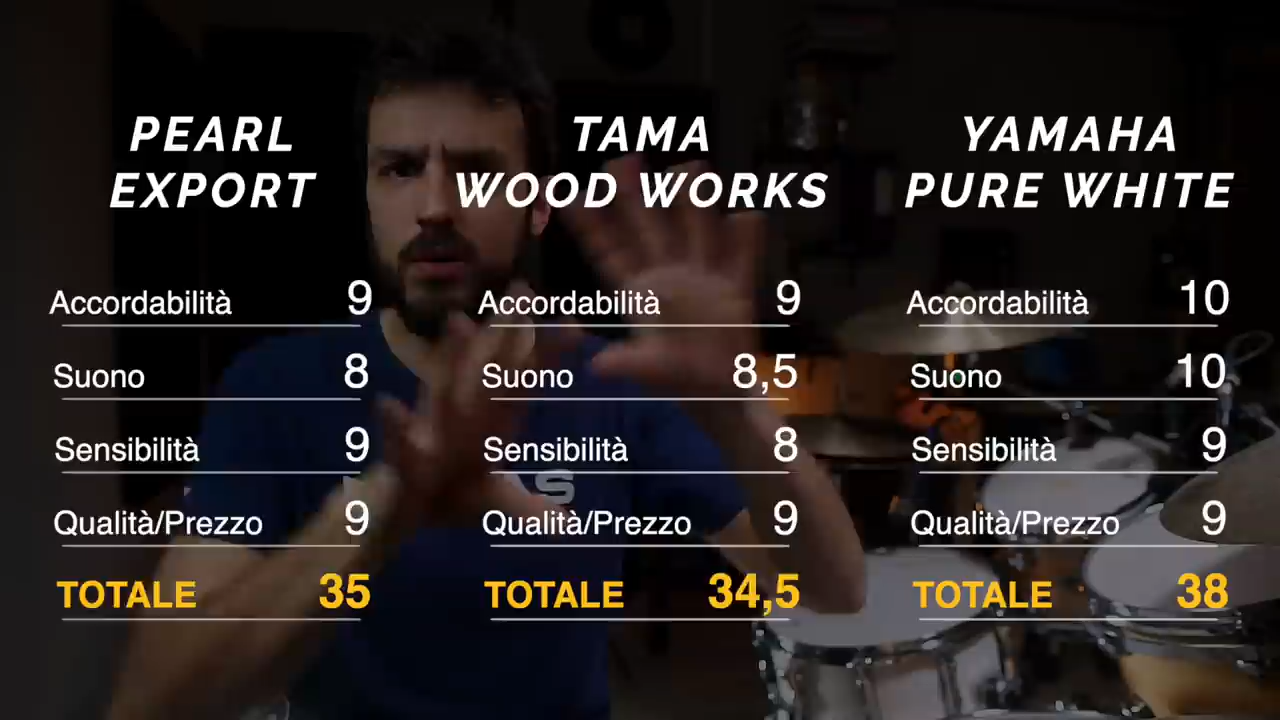 PEARL
EXPORT
Accordabilità 9
Suono 8
Sensibilità 9
Qualità/Prezzo 9
TOTALE 35
TAMA
WOOD WORKS
Accordabilità 9
Suono 8,5
Sensibilità 8
Qualità/Prezzo 9
TOTALE 34,5
YAMAHA
PURE WHITE
Accordabilità 10
Suono 10
Sensibilità 9
Qualità/Prezzo 9
TOTALE 38